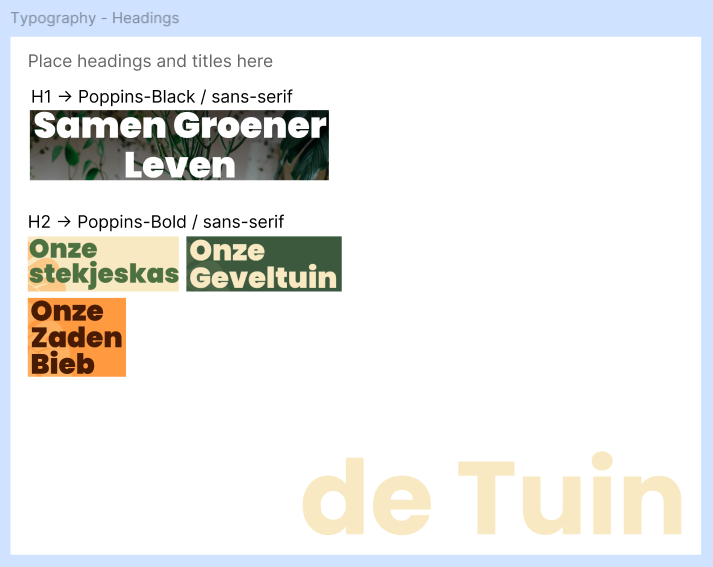 Typography - Headings
Place headings and titles here
H1 → Poppins-Black / sans-serif
Samen Groener
Leven
H2 → Poppins-Bold / sans-serif
Onze
stekjeskas
Onze
Geveltuin
Onze
Zaden
Bieb
de Tuin